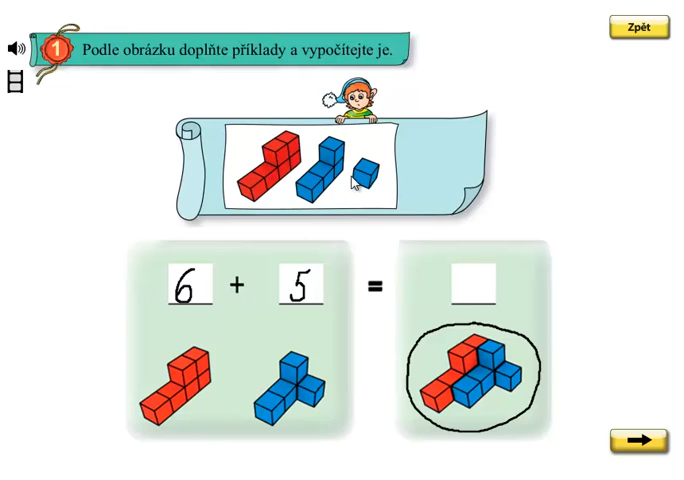 Zpět
1 Podle obrázku doplňte příklady a vypočítejte je.
6 + 5 =